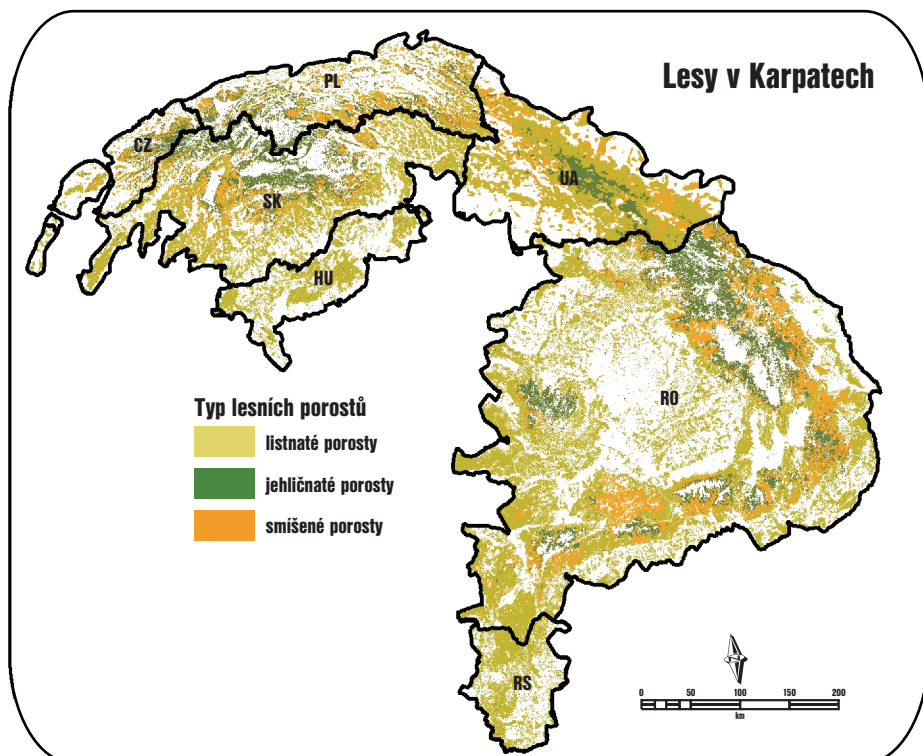 Lesy v Karpatech
PL
CZ
SK
UA
HU
RO
RS
Typ lesních porostů
listnaté porosty
jehličnaté porosty
smíšené porosty
0 50 100 150 200
km